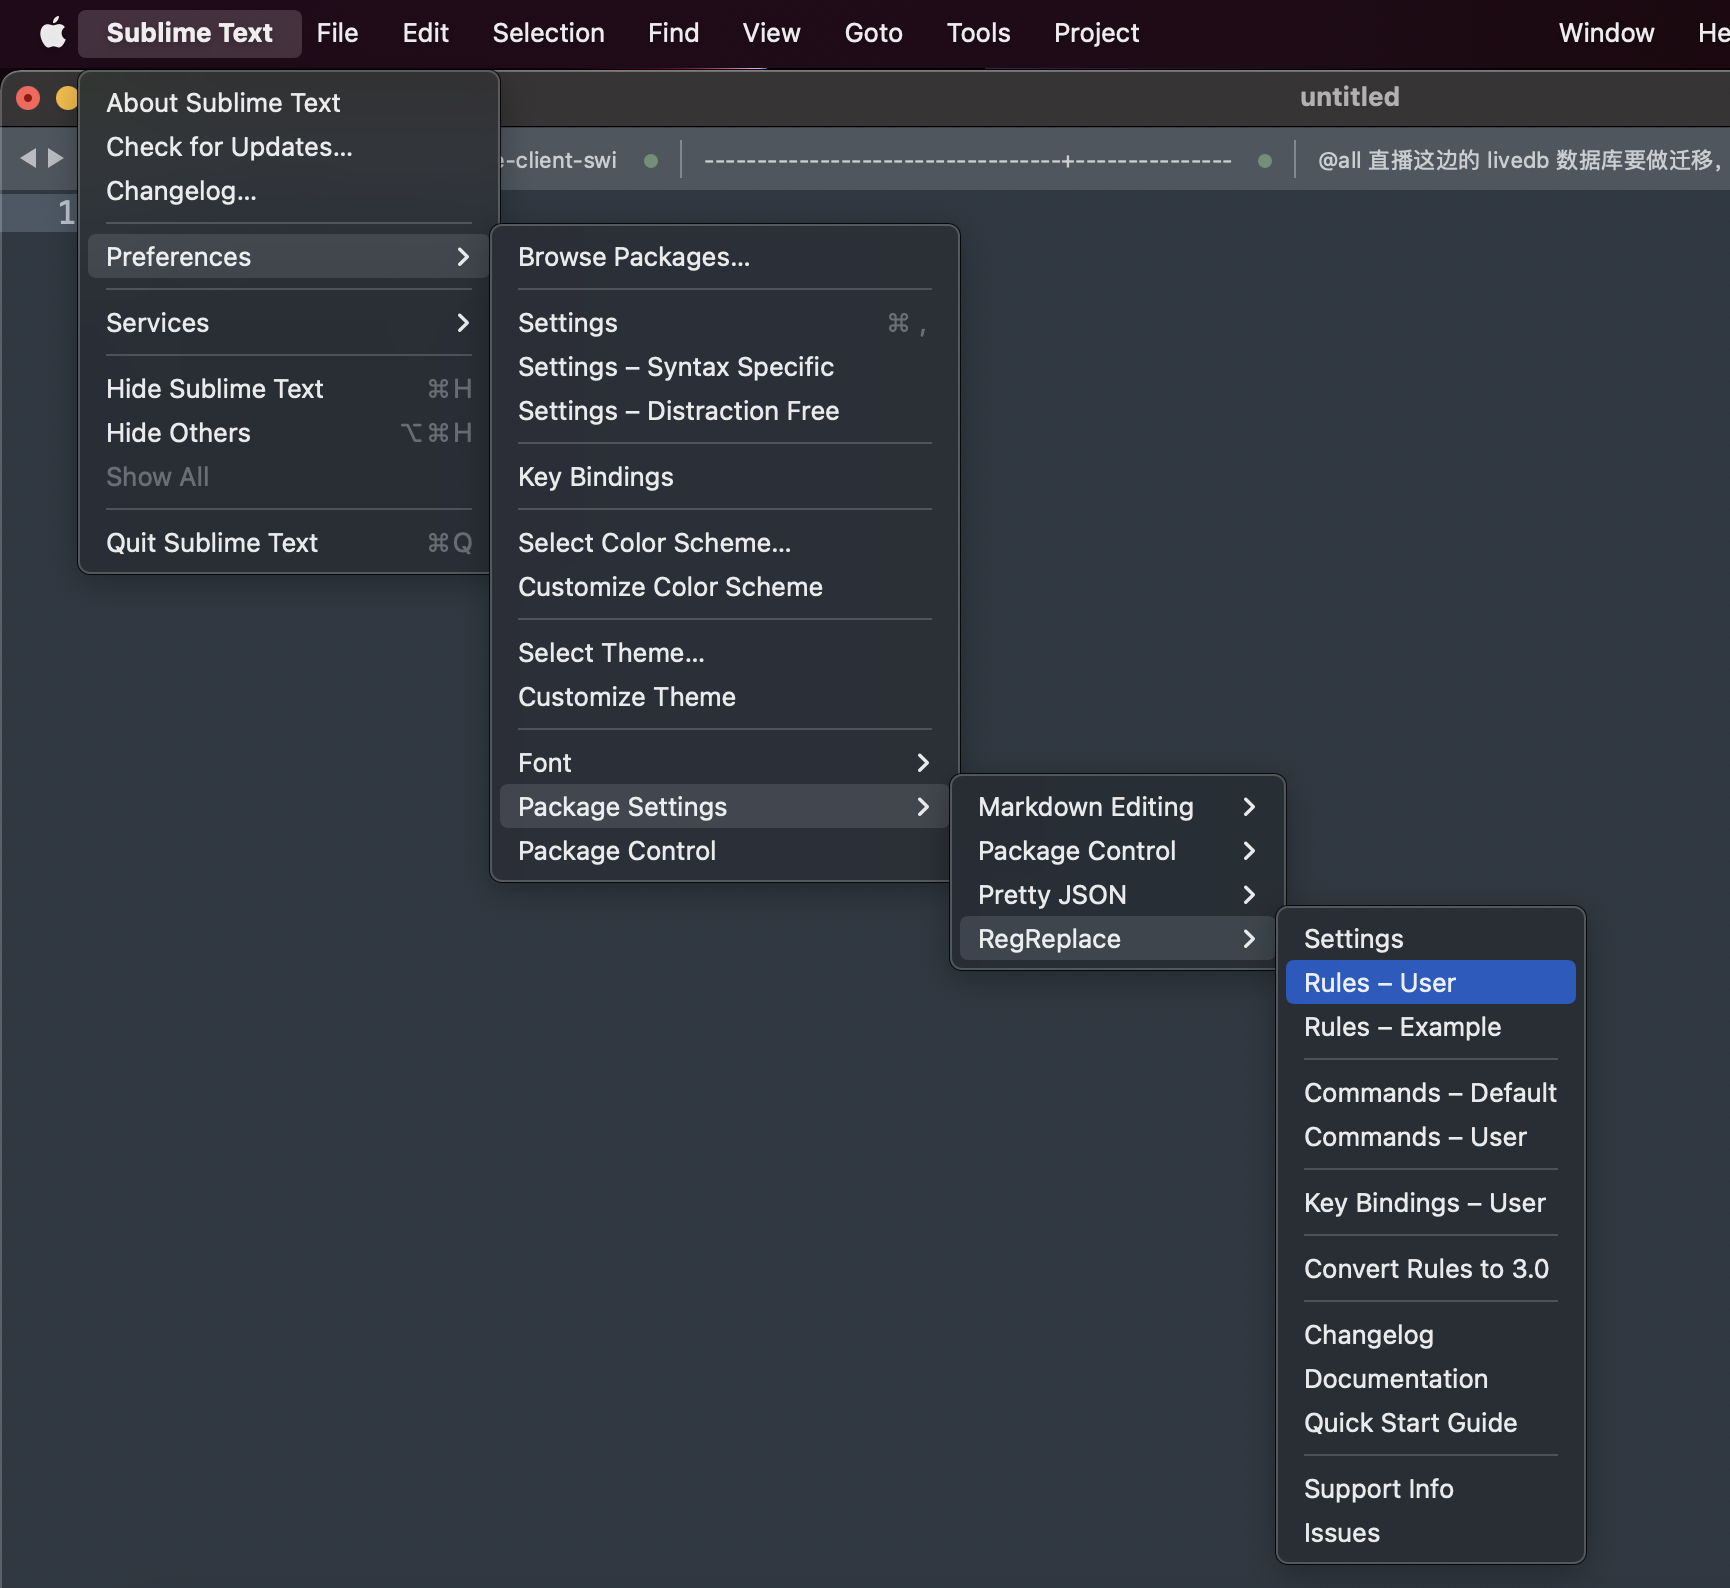 Sublime Text File Edit Selection Find View Goto Tools Project Window He
untitled
e-client-swi ----------------------------------+--------------- @all 直播这边的 livedb 数据库要做迁移,
1
About Sublime Text
Check for Updates...
Changelog...
Preferences
Services
Hide Sublime Text ⌘H
Hide Others ⌥⌘H
Show All
Quit Sublime Text ⌘Q
Browse Packages...
Settings ⌘ ,
Settings – Syntax Specific
Settings – Distraction Free
Key Bindings
Select Color Scheme...
Customize Color Scheme
Select Theme...
Customize Theme
Font
Package Settings
Package Control
Markdown Editing
Package Control
Pretty JSON
RegReplace
Settings
Rules – User
Rules – Example
Commands – Default
Commands – User
Key Bindings – User
Convert Rules to 3.0
Changelog
Documentation
Quick Start Guide
Support Info
Issues